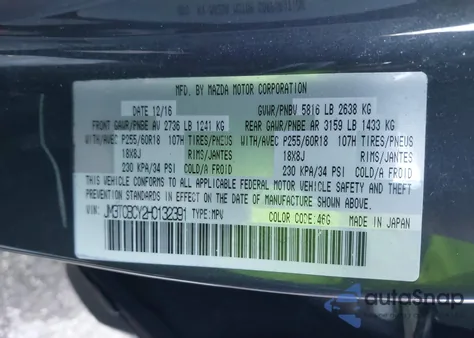 MFD. BY MAZDA MOTOR CORPORATION
DATE 12/16 GVWR/PNBV 5816 LB 2638 KG
FRONT GAWR/PNBE AV 2736 LB 1241 KG REAR GAWR/PNBE AR 3159 LB 1433 KG
WITH/AVEC P255/60R18 107H TIRES/PNEUS WITH/AVEC P255/60R18 107H TIRES/PNEUS
18X8J RIMS/JANTES 18X8J RIMS/JANTES
230 KPA/34 PSI COLD/A FROID 230 KPA/34 PSI COLD/A FROID
THIS VEHICLE CONFORMS TO ALL APPLICABLE FEDERAL MOTOR VEHICLE SAFETY AND
THEFT PREVENTION STANDARDS IN EFFECT ON THE DATE OF MANUFACTURE SHOWN ABOVE.
VIN: JM3TCBCY2H0132391 TYPE:MPV COLOR CODE:46G MADE IN JAPAN
autoSnap